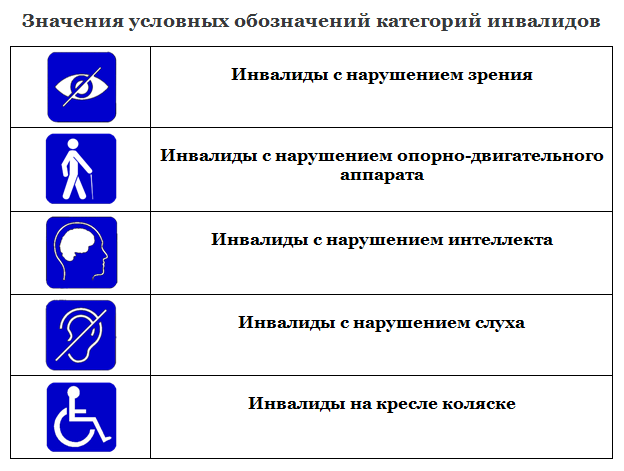 Значения условных обозначений категорий инвалидов
Инвалиды с нарушением зрения
Инвалиды с нарушением опорно-двигательного
аппарата
Инвалиды с нарушением интеллекта
Инвалиды с нарушением слуха
Инвалиды на кресле коляске